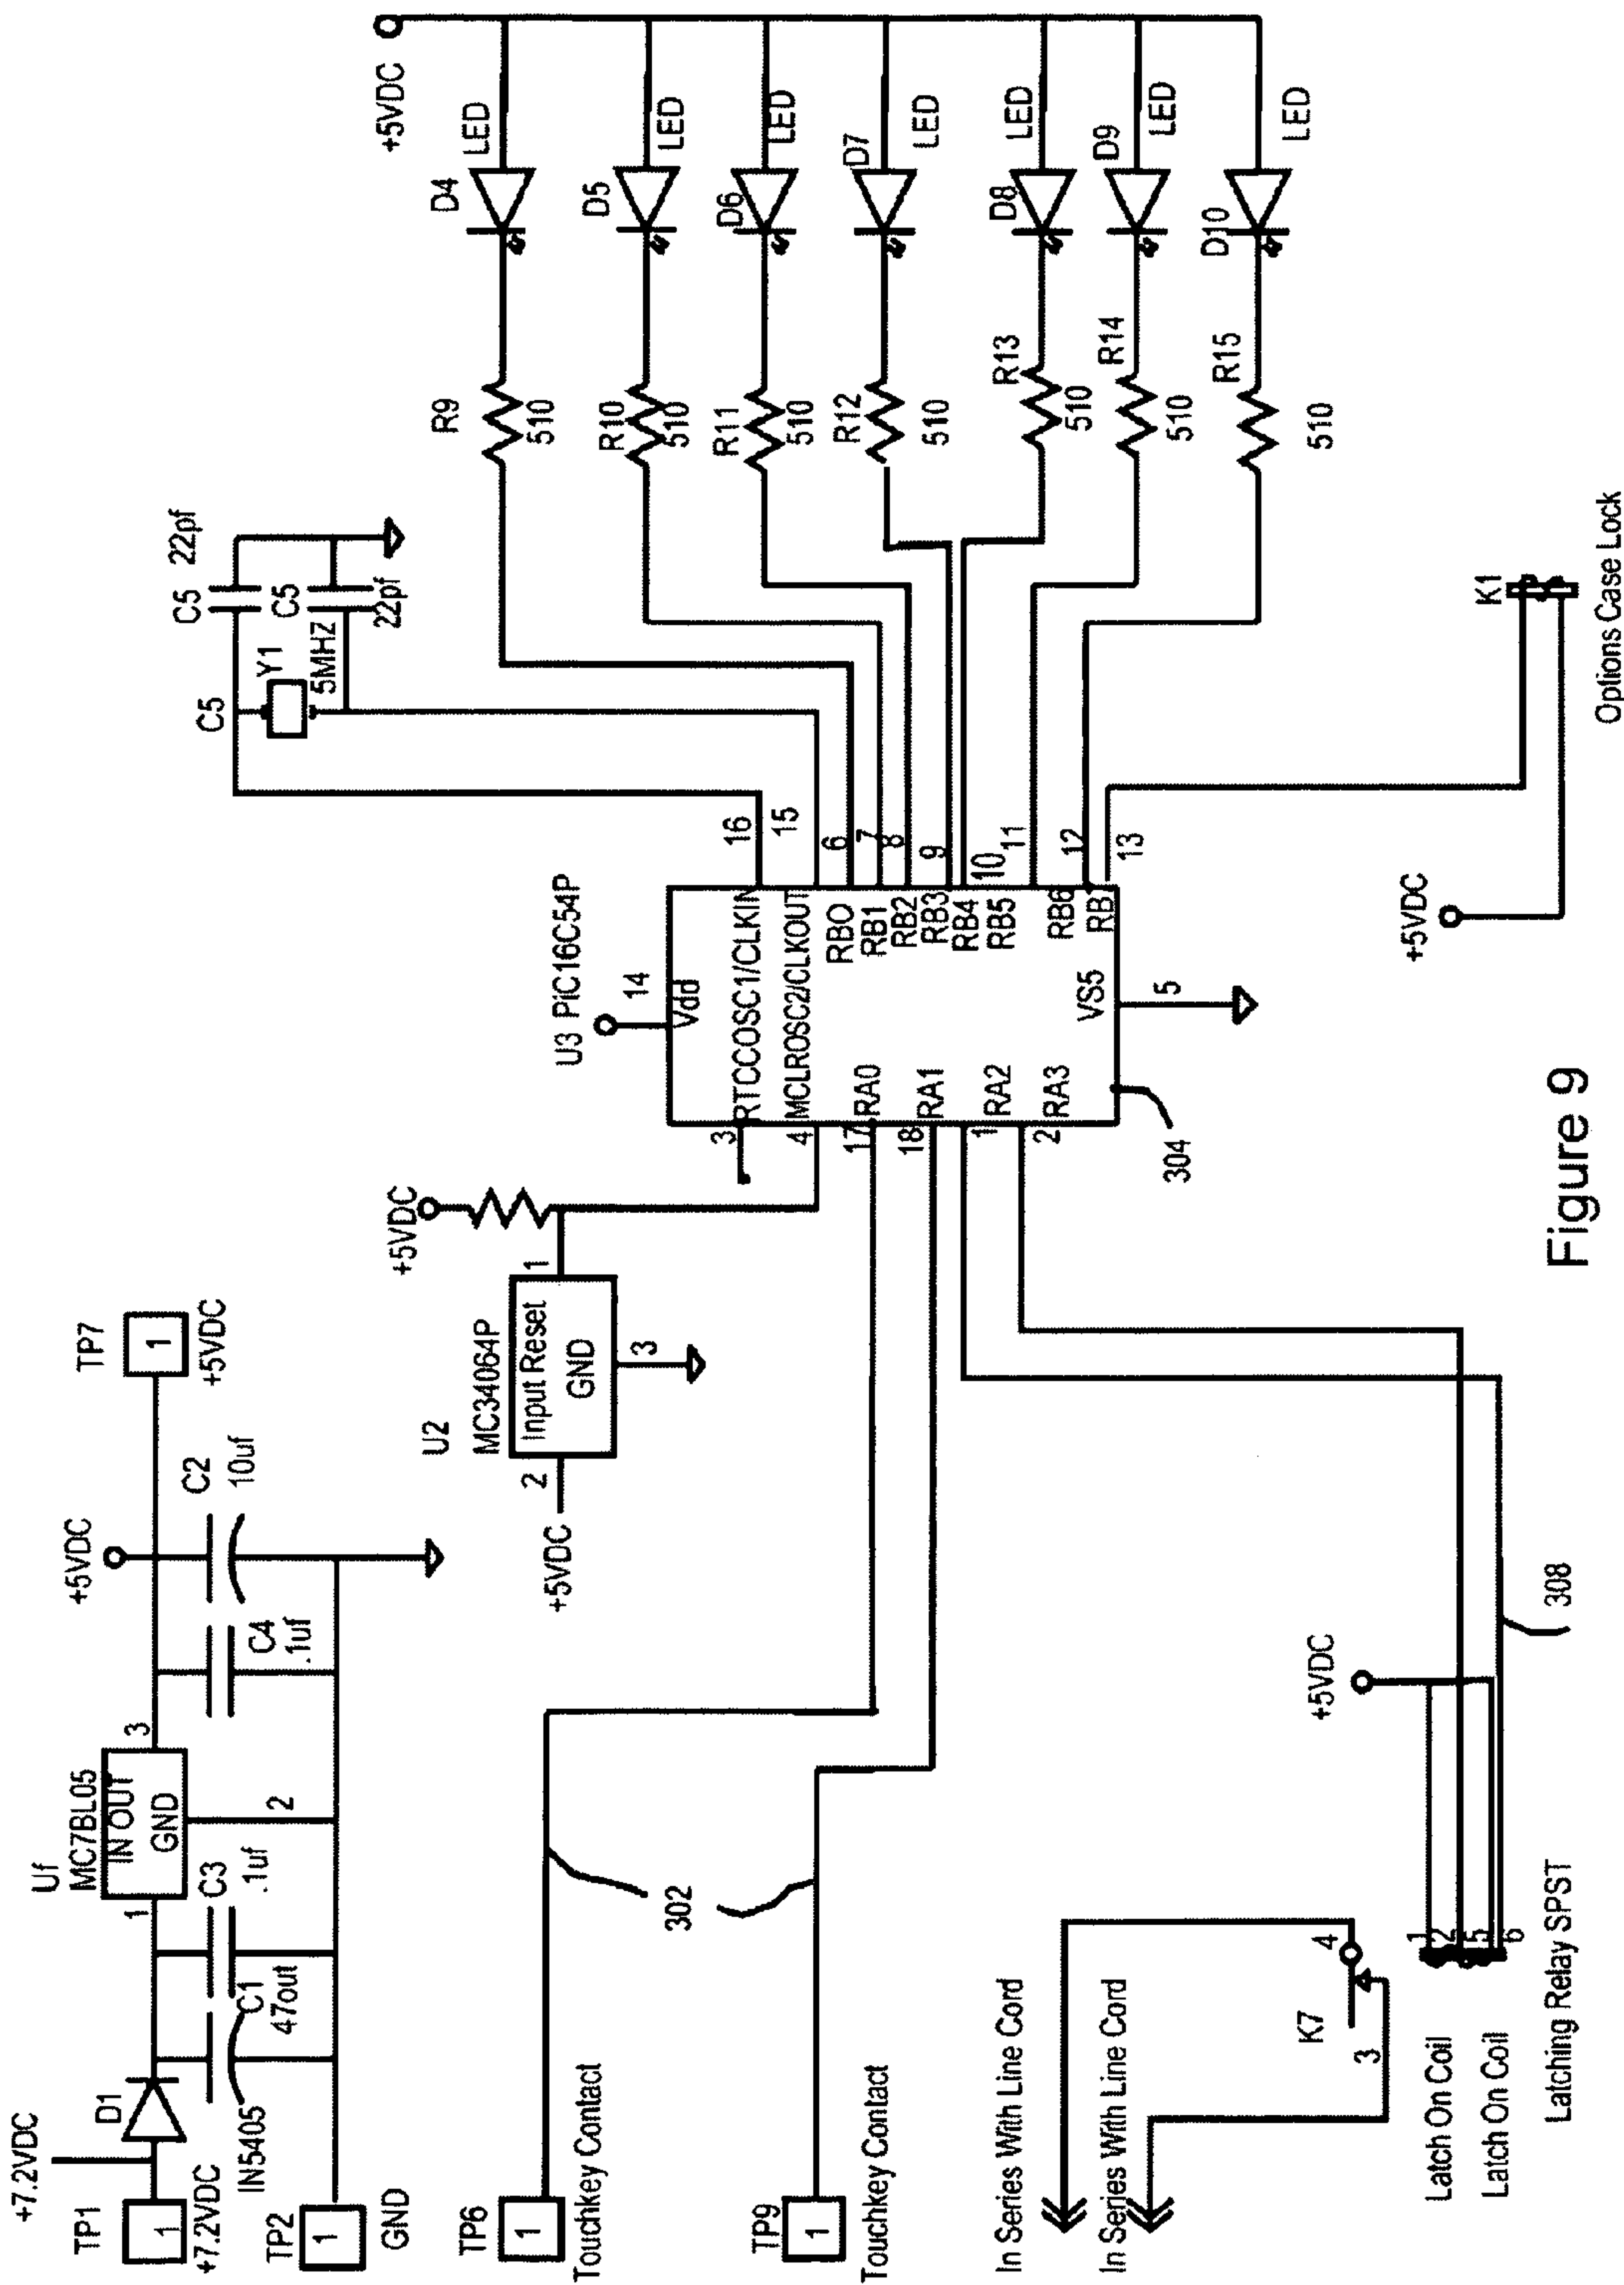 +7.2VDC
TP1
1
+7.2VDC
D1
IN5405
C1
47out
C3
.1uf
Uf
MC7BL05
IN OUT
GND
1
3
2
C4
.1uf
+5VDC
C2
10uf
TP7
1
+5VDC
TP2
1
GND
U2
MC34064P
Input Reset
GND
2
1
3
+5VDC
+5VDC
TP6
1
Touchkey Contact
TP9
1
Touchkey Contact
302
In Series With Line Cord
In Series With Line Cord
K7
4
3
+5VDC
1
2
5
6
Latch On Coil
Latch On Coil
Latching Relay SPST
308
U3 PiC16C54P
14
Vdd
3
RTCCOSC1/CLKIN
16
4
MCLROSC2/CLKOUT
15
17
RA0
18
RA1
1
RA2
2
RA3
VS5
5
304
RBO
6
RB1
7
RB2
8
RB3
9
RB4
10
RB5
11
RB6
12
RB
13
C5
Y1
5MHZ
C5
22pf
C5
22pf
+5VDC
R9
510
D4
LED
R10
510
D5
LED
R11
510
D6
LED
R12
510
D7
LED
R13
510
D8
LED
R14
510
D9
LED
R15
510
D10
LED
+5VDC
K1
Options Case Lock
Figure 9